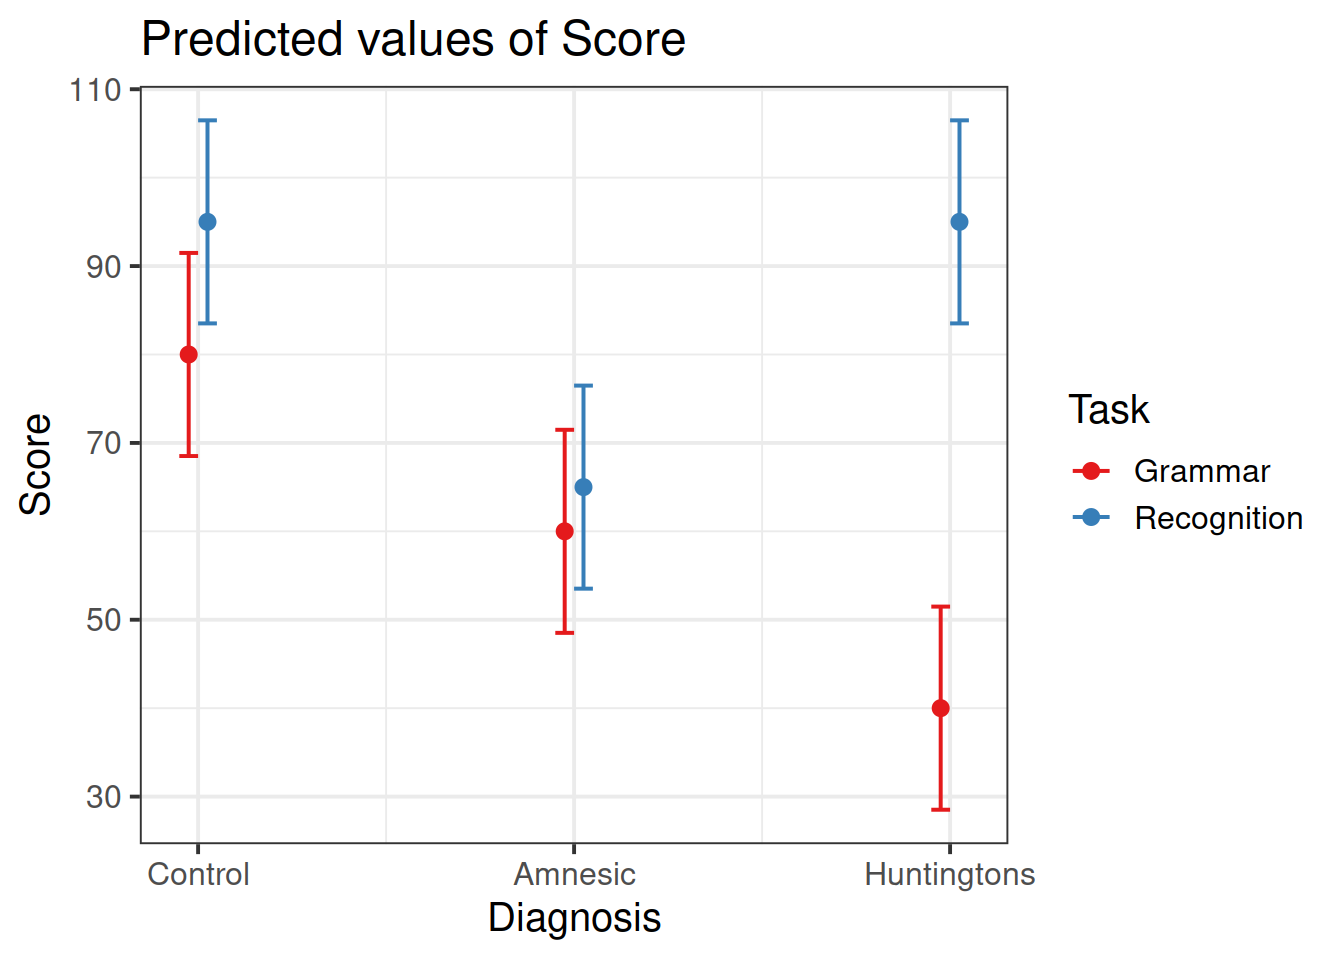 Predicted values of Score
110
90
70
50
30
Score
Control
Amnesic
Huntingtons
Diagnosis
Task
Grammar
Recognition